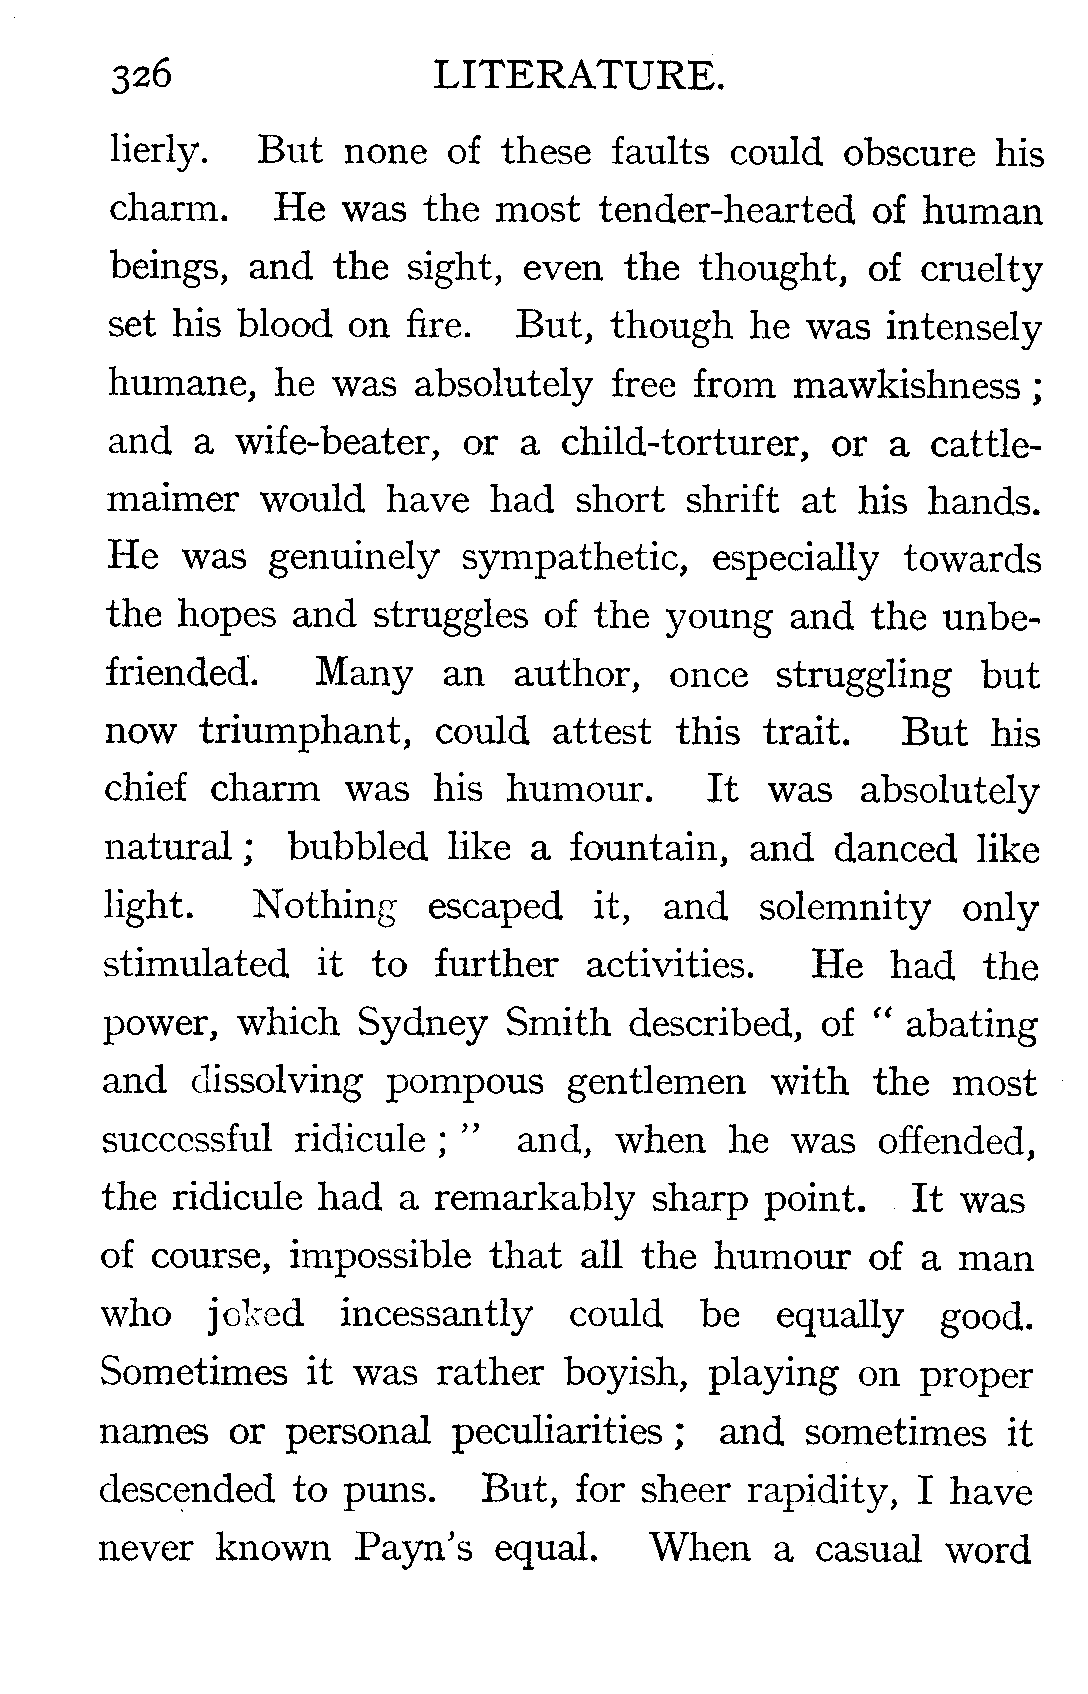 326 LITERATURE.
lierly. But none of these faults could obscure his
charm. He was the most tender-hearted of human
beings, and the sight, even the thought, of cruelty
set his blood on fire. But, though he was intensely
humane, he was absolutely free from mawkishness ;
and a wife-beater, or a child-torturer, or a cattle-
maimer would have had short shrift at his hands.
He was genuinely sympathetic, especially towards
the hopes and struggles of the young and the unbe-
friended. Many an author, once struggling but
now triumphant, could attest this trait. But his
chief charm was his humour. It was absolutely
natural ; bubbled like a fountain, and danced like
light. Nothing escaped it, and solemnity only
stimulated it to further activities. He had the
power, which Sydney Smith described, of “ abating
and dissolving pompous gentlemen with the most
successful ridicule ; ” and, when he was offended,
the ridicule had a remarkably sharp point. It was
of course, impossible that all the humour of a man
who joked incessantly could be equally good.
Sometimes it was rather boyish, playing on proper
names or personal peculiarities ; and sometimes it
descended to puns. But, for sheer rapidity, I have
never known Payn's equal. When a casual word